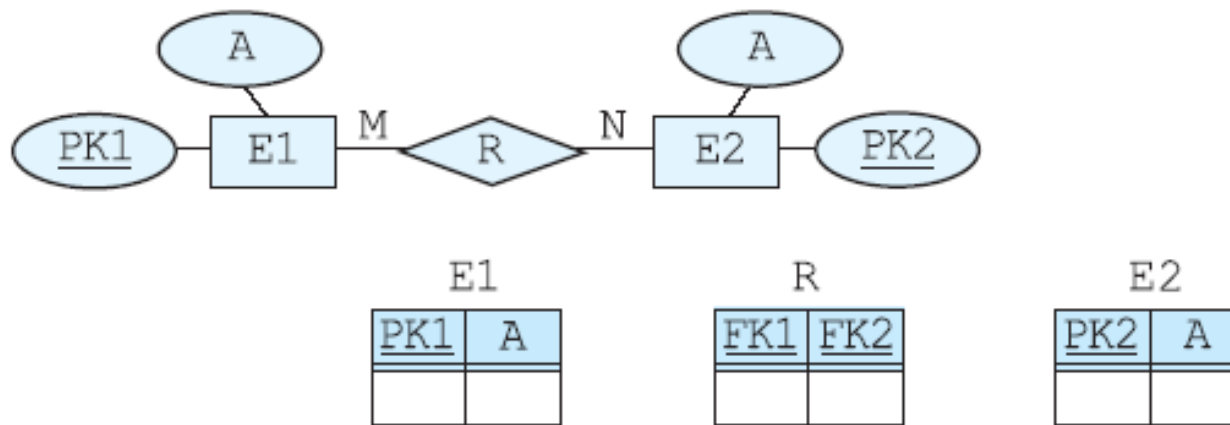 A A
PK1 E1 M R N E2 PK2
E1 R E2
PK1 A FK1 FK2 PK2 A